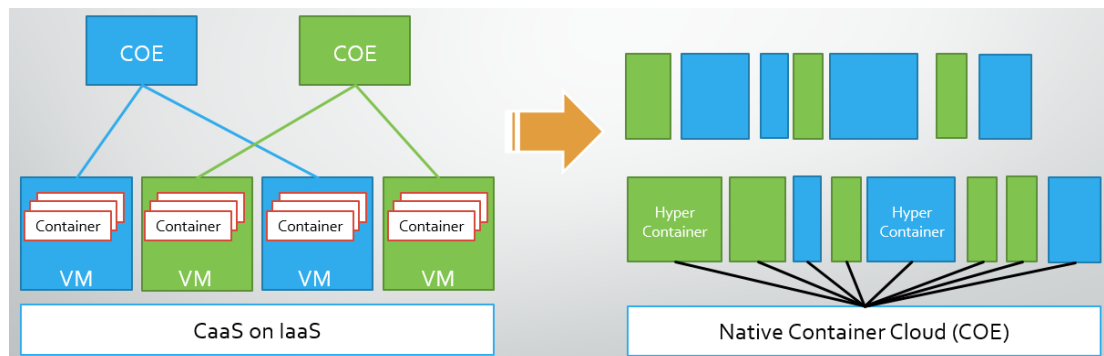 COE
COE
Container
VM
Container
VM
Container
VM
Container
VM
CaaS on IaaS
Hyper
Container
Hyper
Container
Native Container Cloud (COE)